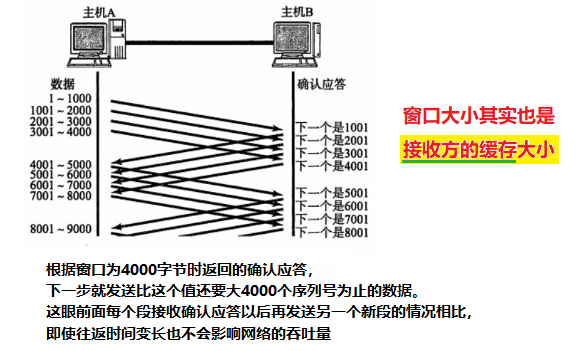 主机A
主机B
数据
确认应答
1～1000
1001～2000
2001～3000
3001～4000
下一个是1001
下一个是2001
下一个是3001
下一个是4001
4001～5000
5001～6000
6001～7000
7001～8000
下一个是5001
下一个是6001
下一个是7001
下一个是8001
8001～9000
窗口大小其实也是
接收方的缓存大小
根据窗口为4000字节时返回的确认应答，
下一步就发送比这个值还要大4000个序列号为止的数据。
这眼前面每个段接收确认应答以后再发送另一个新段的情况相比，
即使往返时间变长也不会影响网络的吞吐量